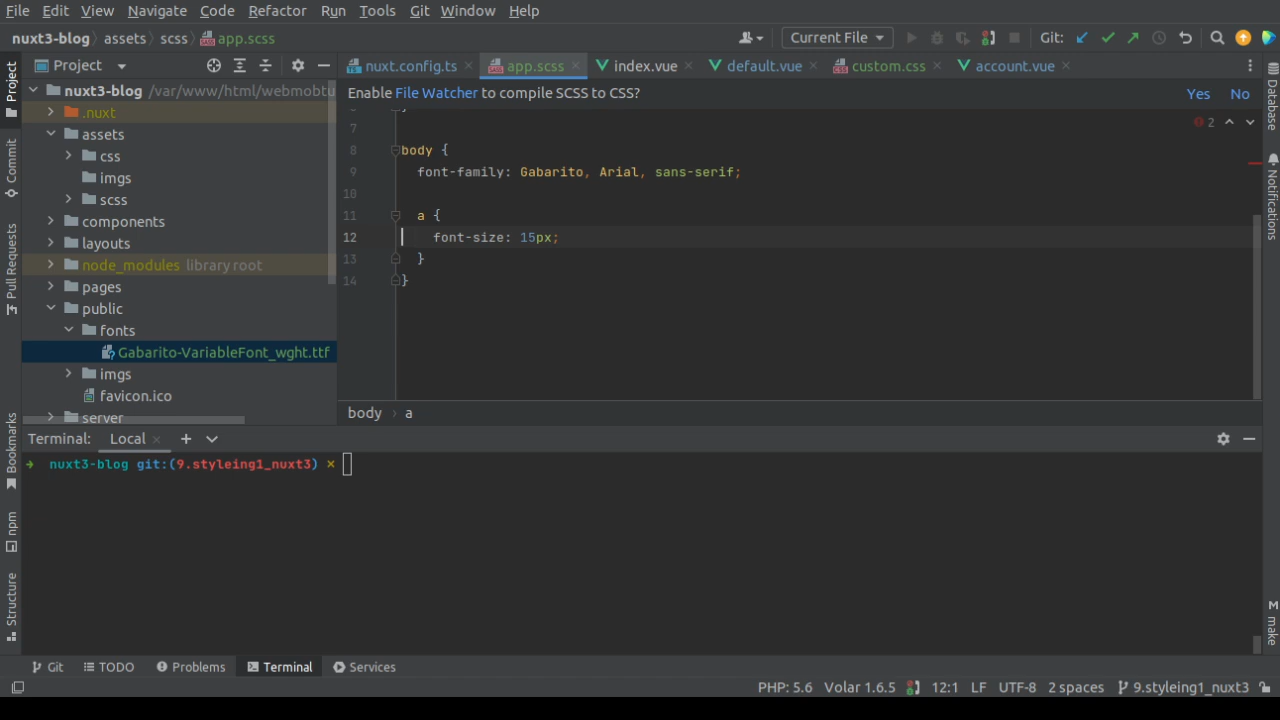 File Edit View Navigate Code Refactor Run Tools Git Window Help
nuxt3-blog assets scss app.scss Current File Git:
Project
nuxt.config.ts app.scss index.vue default.vue custom.css account.vue
Enable File Watcher to compile SCSS to CSS? Yes No
nuxt3-blog /var/www/html/webmobtu
.nuxt
assets
css
imgs
scss
components
layouts
node_modules library root
pages
public
fonts
Gabarito-VariableFont_wght.ttf
imgs
favicon.ico
server
2
7
8 body {
9 font-family: Gabarito, Arial, sans-serif;
10
11 a {
12 font-size: 15px;
13 }
14 }
body › a
Terminal: Local
nuxt3-blog git:(9.styleing1_nuxt3) ×
Project
Commit
Pull Requests
Bookmarks
npm
Structure
Database
Notifications
M make
Git TODO Problems Terminal Services
PHP: 5.6 Volar 1.6.5 12:1 LF UTF-8 2 spaces 9.styleing1_nuxt3